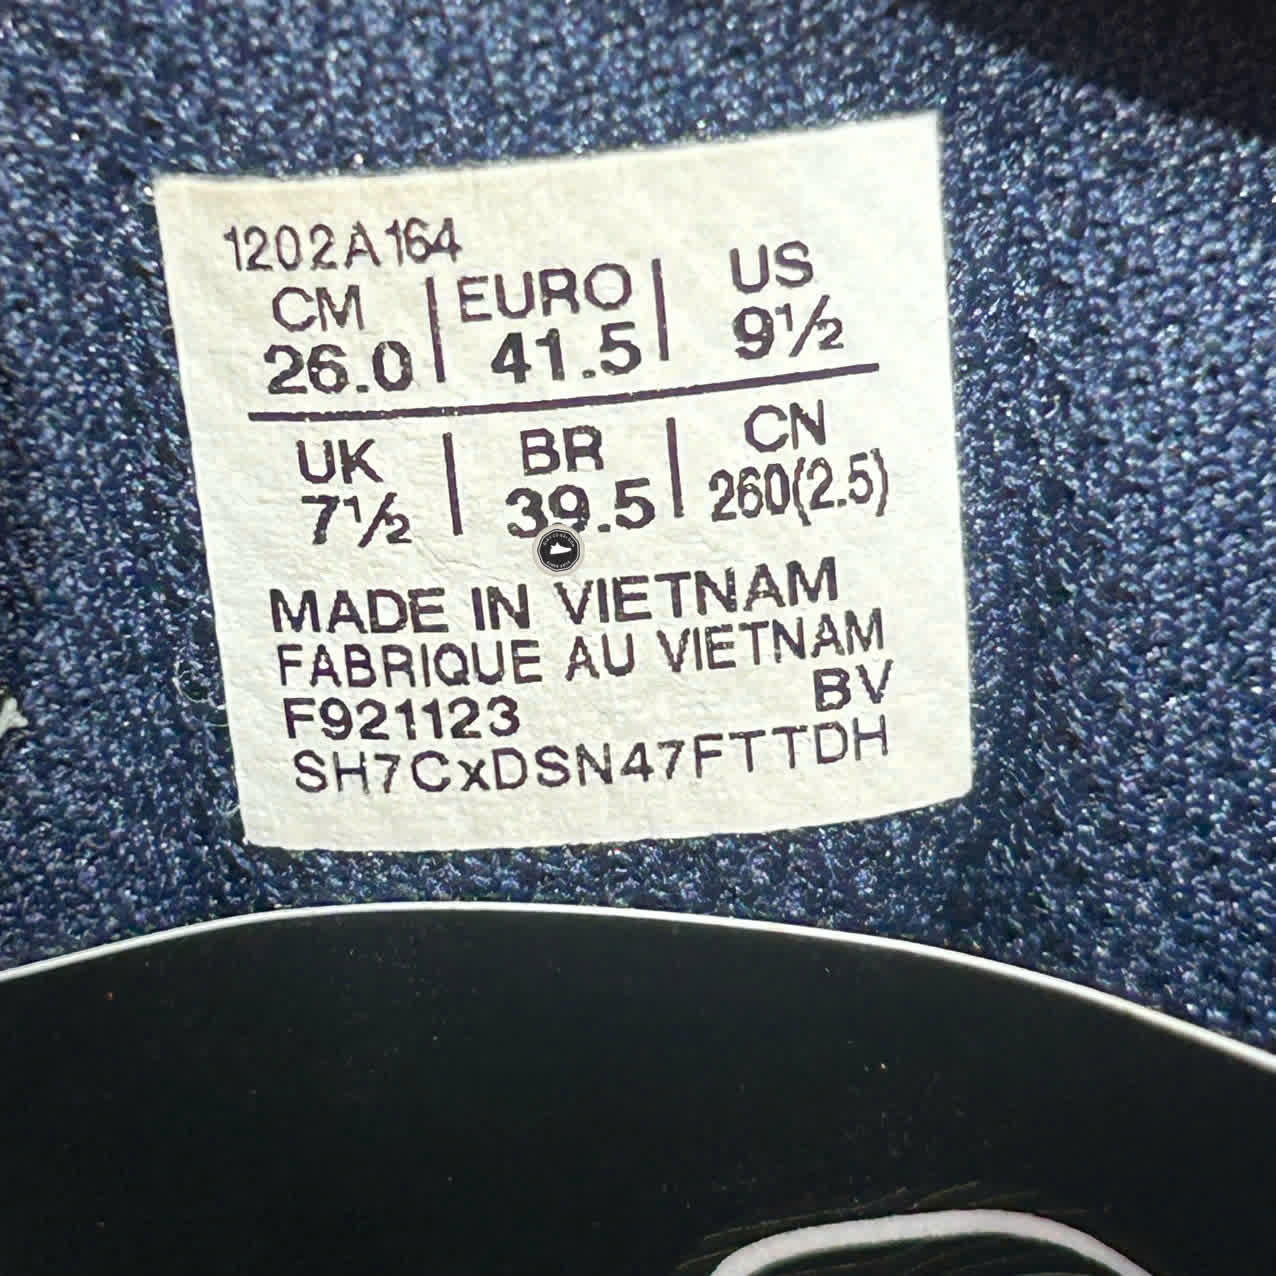 1202A164
CM | EURO | US
26.0 | 41.5 | 9½
UK | BR | CN
7½ | 39.5 | 260(2.5)
MADE IN VIETNAM
FABRIQUE AU VIETNAM
BV
F921123
SH7CxDSN47FTTDH